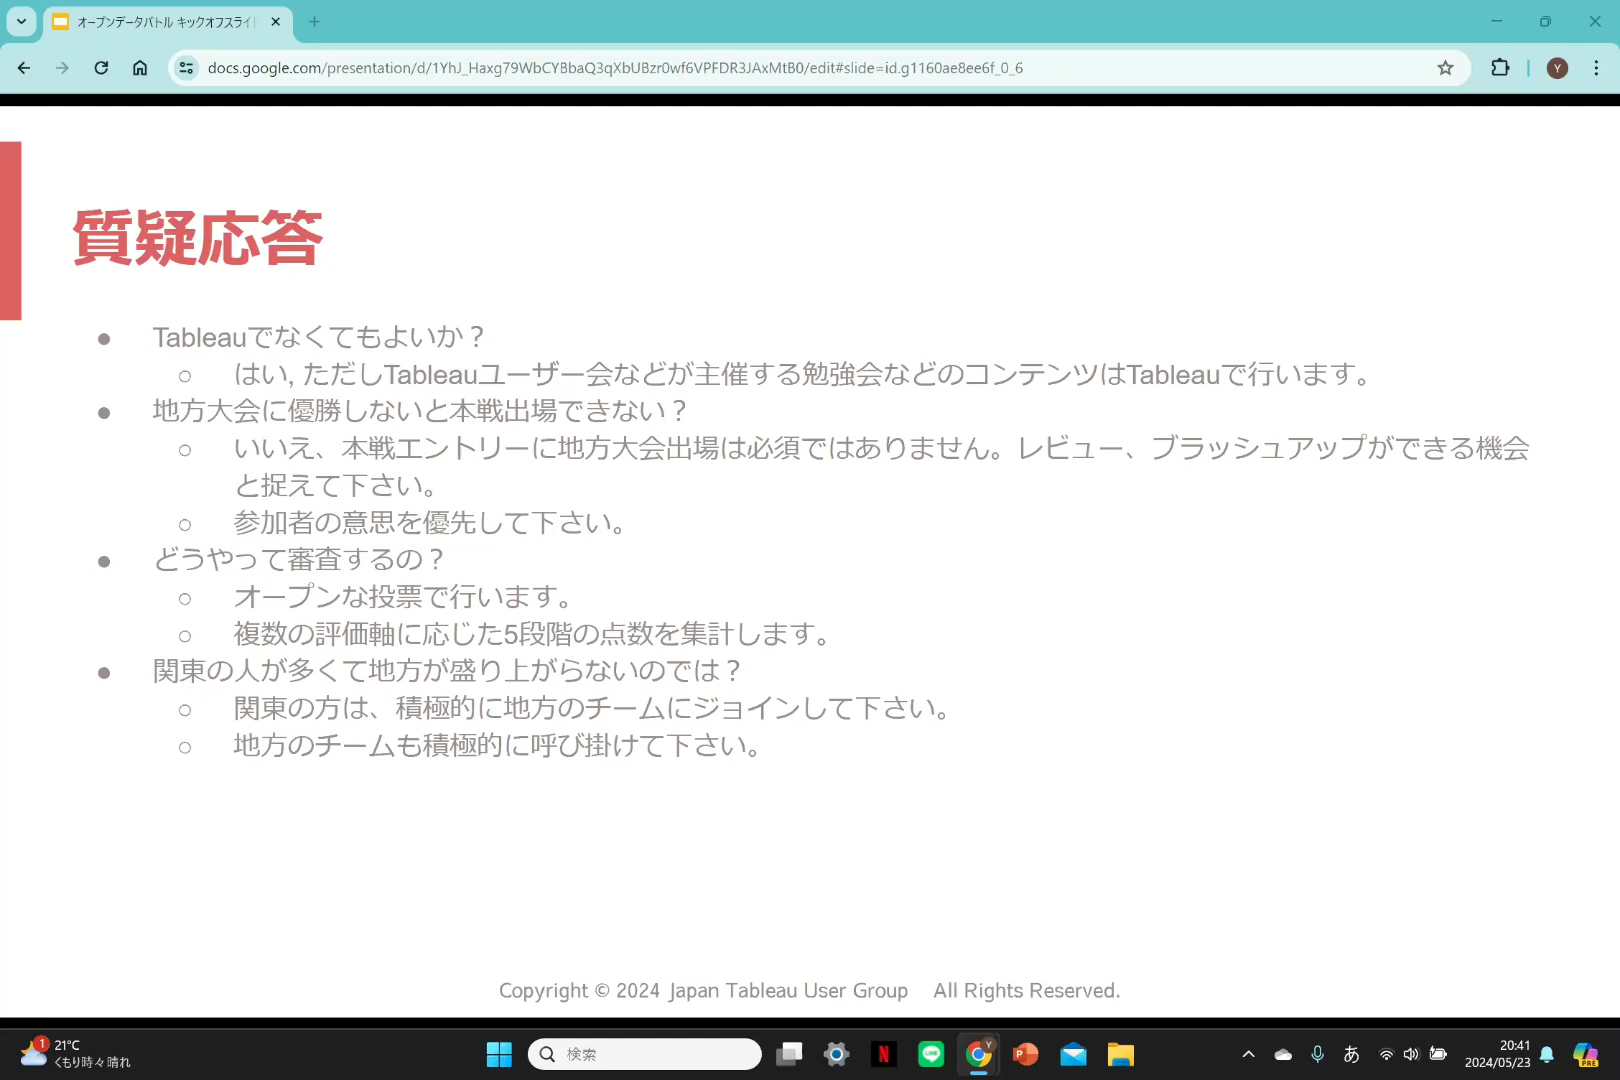 オープンデータバトル キックオフスライド
docs.google.com/presentation/d/1YhJ_Haxg79WbCYBbaQ3qXbUBzr0wf6VPFDR3JAxMtB0/edit#slide=id.g1160ae8ee6f_0_6
Y
質疑応答
● Tableauでなくてもよいか？
○ はい, ただしTableauユーザー会などが主催する勉強会などのコンテンツはTableauで行います。
● 地方大会に優勝しないと本戦出場できない？
○ いいえ、本戦エントリーに地方大会出場は必須ではありません。レビュー、ブラッシュアップができる機会
と捉えて下さい。
○ 参加者の意思を優先して下さい。
● どうやって審査するの？
○ オープンな投票で行います。
○ 複数の評価軸に応じた5段階の点数を集計します。
● 関東の人が多くて地方が盛り上がらないのでは？
○ 関東の方は、積極的に地方のチームにジョインして下さい。
○ 地方のチームも積極的に呼び掛けて下さい。
Copyright © 2024 Japan Tableau User Group All Rights Reserved.
1
21°C
くもり時々晴れ
検索
あ
20:41
2024/05/23
PRE